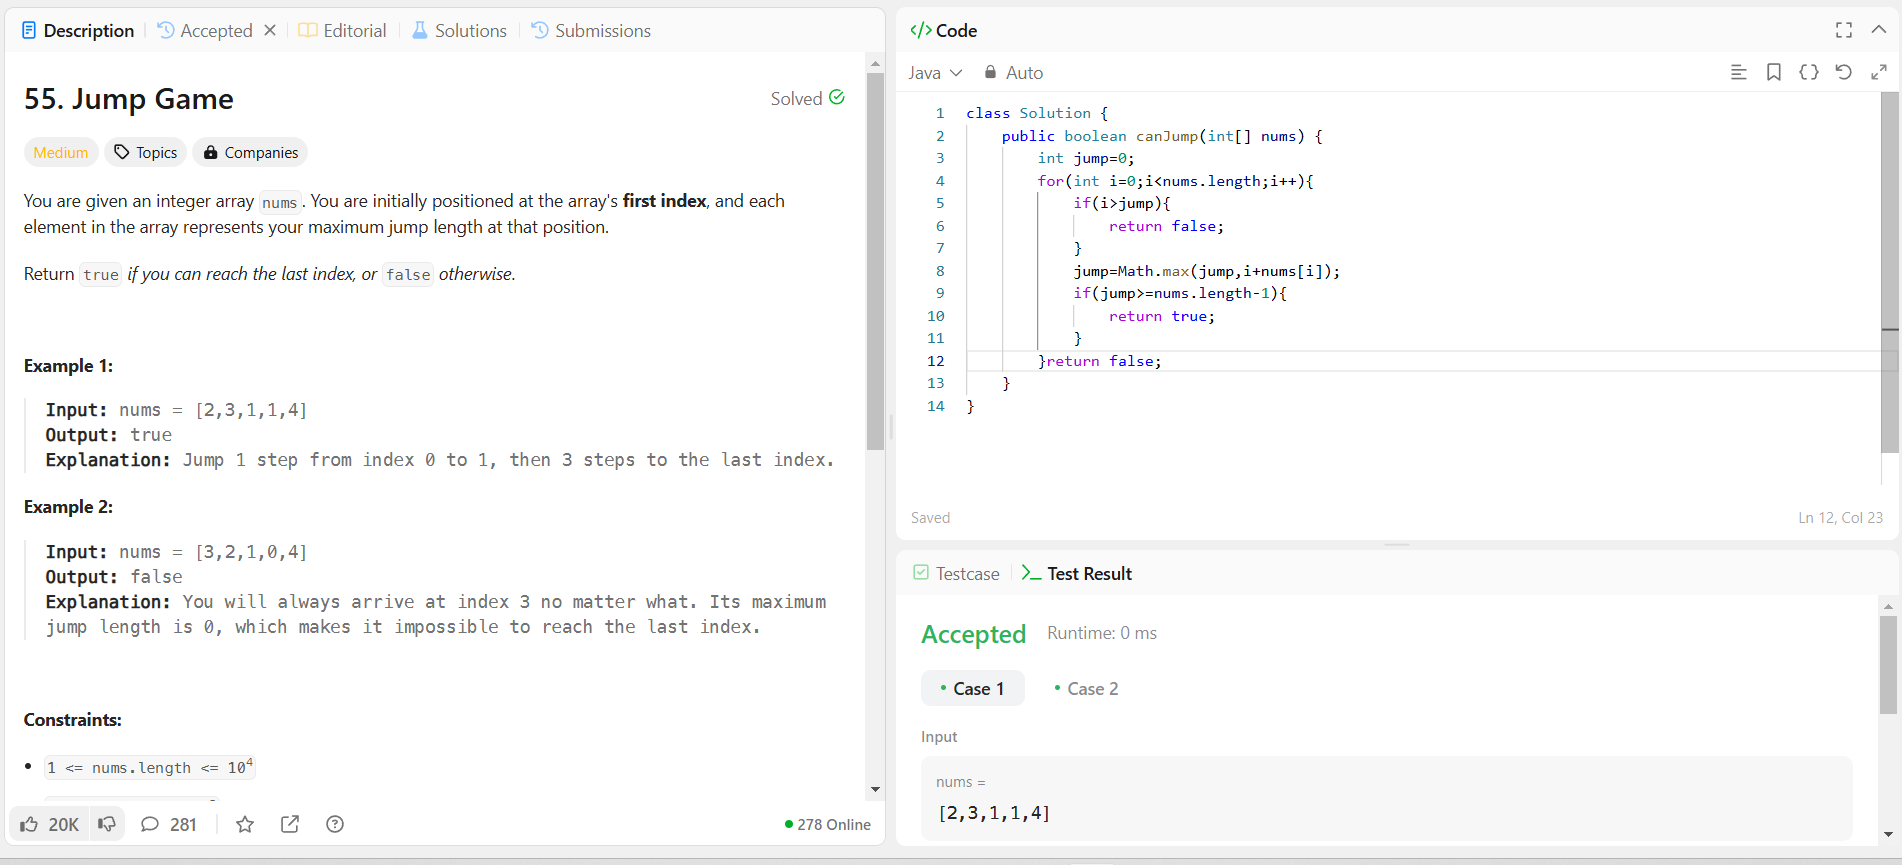 Description
Accepted
Editorial
Solutions
Submissions
55. Jump Game
Solved
Medium
Topics
Companies
You are given an integer array nums. You are initially positioned at the array's first index, and each
element in the array represents your maximum jump length at that position.
Return true if you can reach the last index, or false otherwise.
Example 1:
Input: nums = [2,3,1,1,4]
Output: true
Explanation: Jump 1 step from index 0 to 1, then 3 steps to the last index.
Example 2:
Input: nums = [3,2,1,0,4]
Output: false
Explanation: You will always arrive at index 3 no matter what. Its maximum
jump length is 0, which makes it impossible to reach the last index.
Constraints:
1 <= nums.length <= 10⁴
20K
281
278 Online
</> Code
Java
Auto
1 class Solution {
2     public boolean canJump(int[] nums) {
3         int jump=0;
4         for(int i=0;i<nums.length;i++){
5             if(i>jump){
6                 return false;
7             }
8             jump=Math.max(jump,i+nums[i]);
9             if(jump>=nums.length-1){
10                 return true;
11             }
12         }return false;
13     }
14 }
Saved
Ln 12, Col 23
Testcase
Test Result
Accepted
Runtime: 0 ms
Case 1
Case 2
Input
nums =
[2,3,1,1,4]